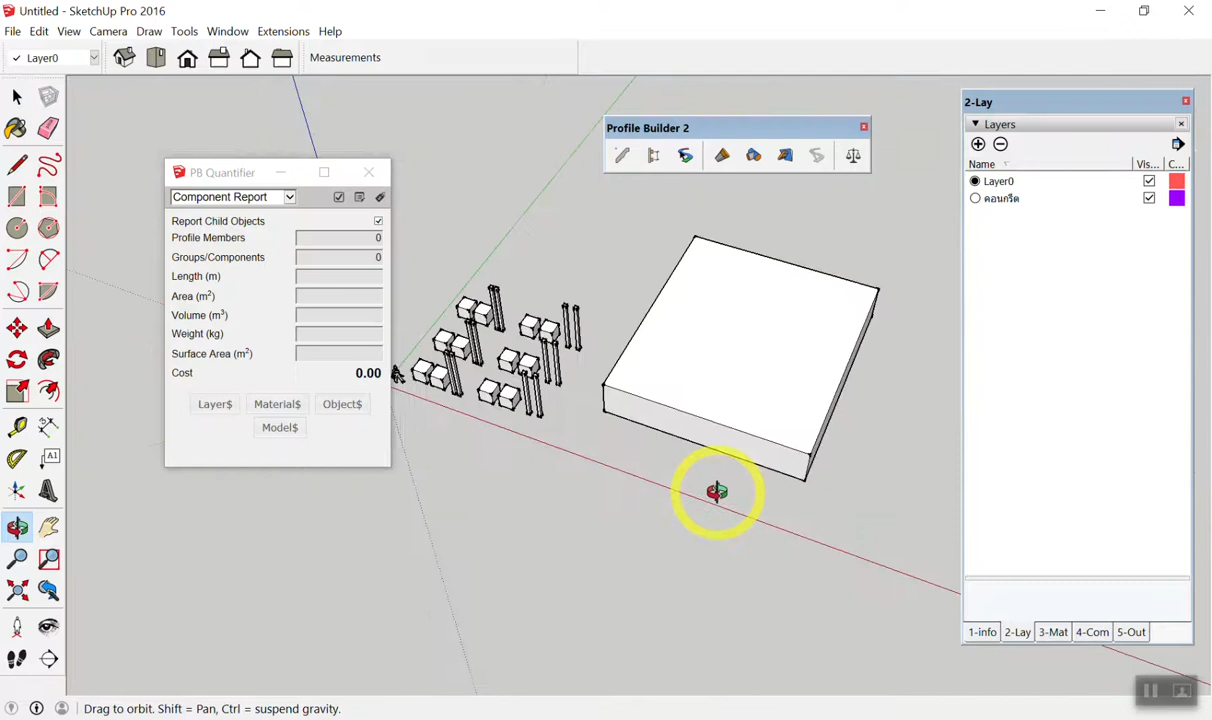 Untitled - SketchUp Pro 2016
File Edit View Camera Draw Tools Window Extensions Help
Layer0 Measurements
2-Lay
Layers
Name Vis... C...
Layer0
คอนกรีต
Profile Builder 2
PB Quantifier
Component Report
Report Child Objects
Profile Members 0
Groups/Components 0
Length (m)
Area (m²)
Volume (m³)
Weight (kg)
Surface Area (m²)
Cost 0.00
Layer$ Material$ Object$
Model$
A1
1-info 2-Lay 3-Mat 4-Com 5-Out
Drag to orbit. Shift = Pan, Ctrl = suspend gravity.